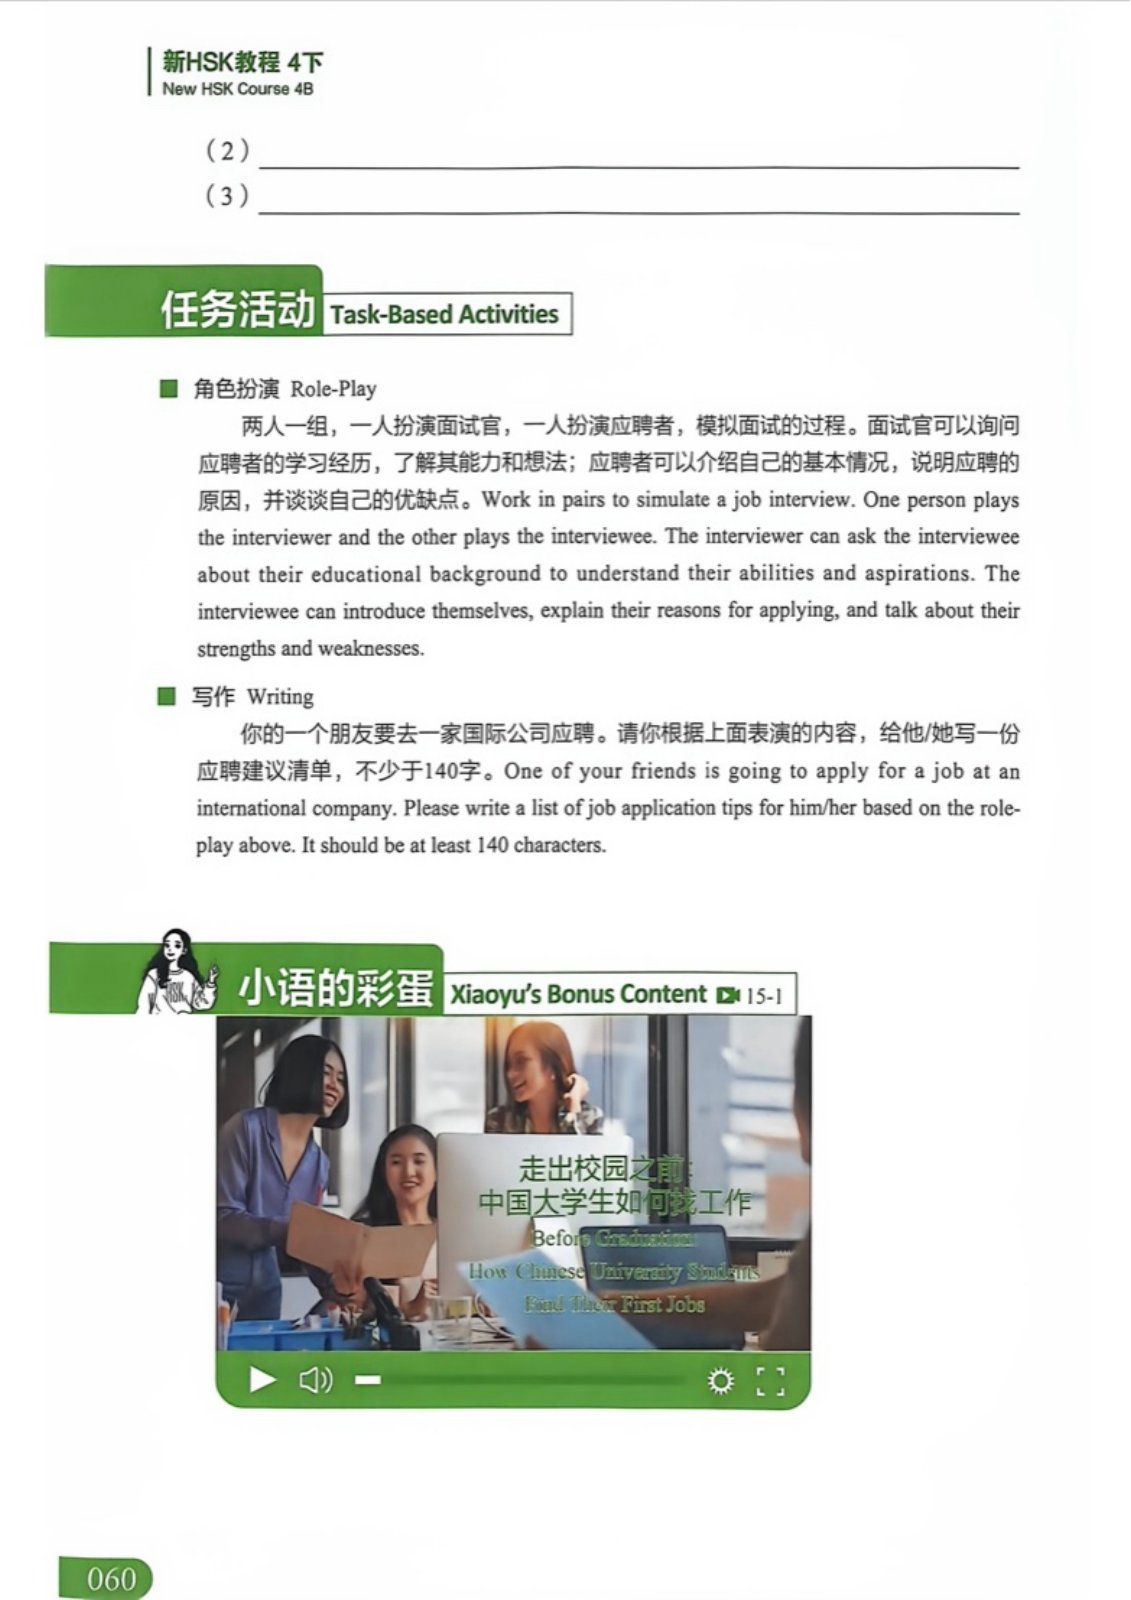 新HSK教程 4下
New HSK Course 4B
（2）
（3）
任务活动 Task-Based Activities
角色扮演 Role-Play
两人一组，一人扮演面试官，一人扮演应聘者，模拟面试的过程。面试官可以询问
应聘者的学习经历，了解其能力和想法；应聘者可以介绍自己的基本情况，说明应聘的
原因，并谈谈自己的优缺点。Work in pairs to simulate a job interview. One person plays
the interviewer and the other plays the interviewee. The interviewer can ask the interviewee
about their educational background to understand their abilities and aspirations. The
interviewee can introduce themselves, explain their reasons for applying, and talk about their
strengths and weaknesses.
写作 Writing
你的一个朋友要去一家国际公司应聘。请你根据上面表演的内容，给他/她写一份
应聘建议清单，不少于140字。One of your friends is going to apply for a job at an
international company. Please write a list of job application tips for him/her based on the role-
play above. It should be at least 140 characters.
HSK
小语的彩蛋 Xiaoyu's Bonus Content 15-1
走出校园之前：
中国大学生如何找工作
Before Graduation:
How Chinese University Students
Find Their First Jobs
060